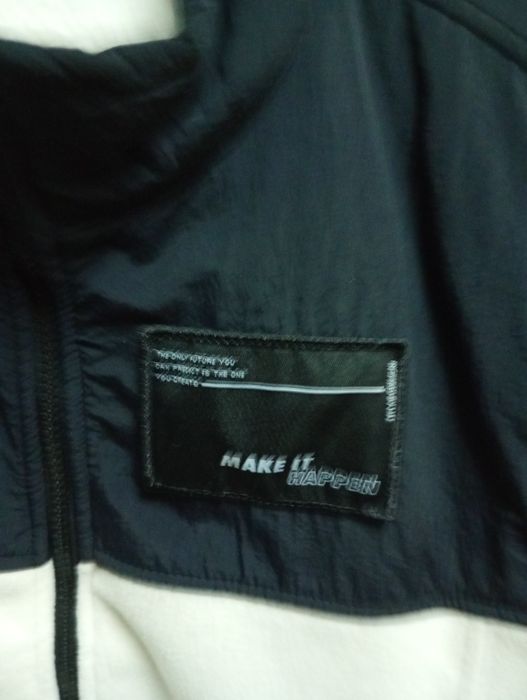 THE ONLY FUTURE YOU
CAN PREDICT IS THE ONE
YOU CREATE
MAKE IT
HAPPEN